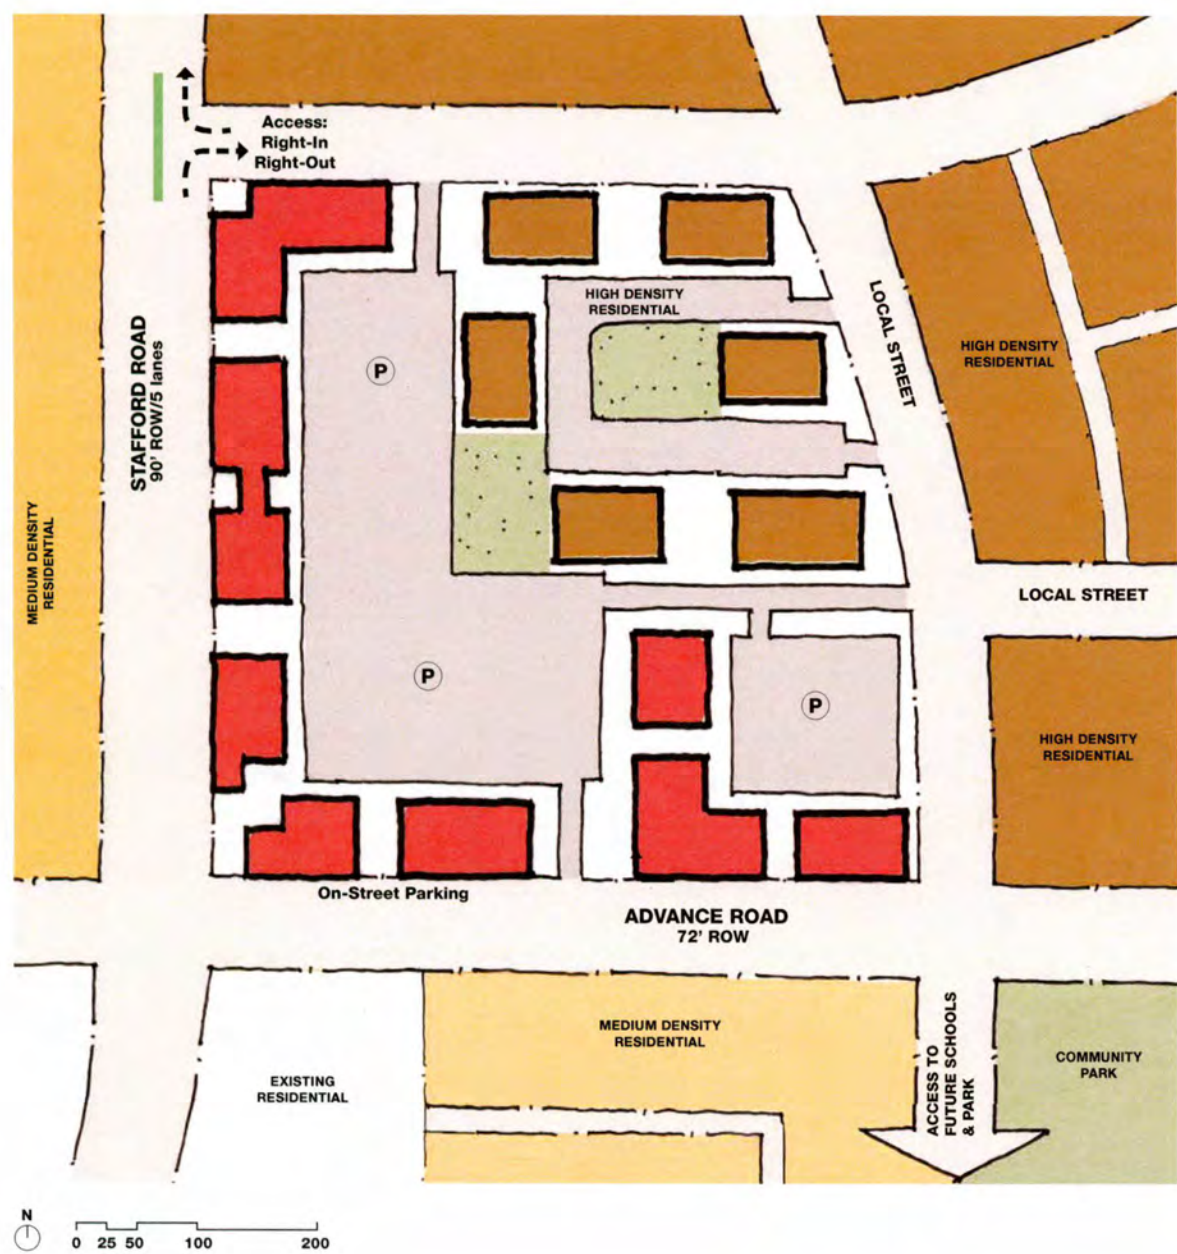 Access:
Right-In
Right-Out
HIGH DENSITY
RESIDENTIAL
LOCAL STREET
HIGH DENSITY
RESIDENTIAL
P
STAFFORD ROAD
90' ROW/5 lanes
MEDIUM DENSITY
RESIDENTIAL
LOCAL STREET
P
P
HIGH DENSITY
RESIDENTIAL
On-Street Parking
ADVANCE ROAD
72' ROW
MEDIUM DENSITY
RESIDENTIAL
ACCESS TO
FUTURE SCHOOLS
& PARK
COMMUNITY
PARK
EXISTING
RESIDENTIAL
N
0 25 50 100 200